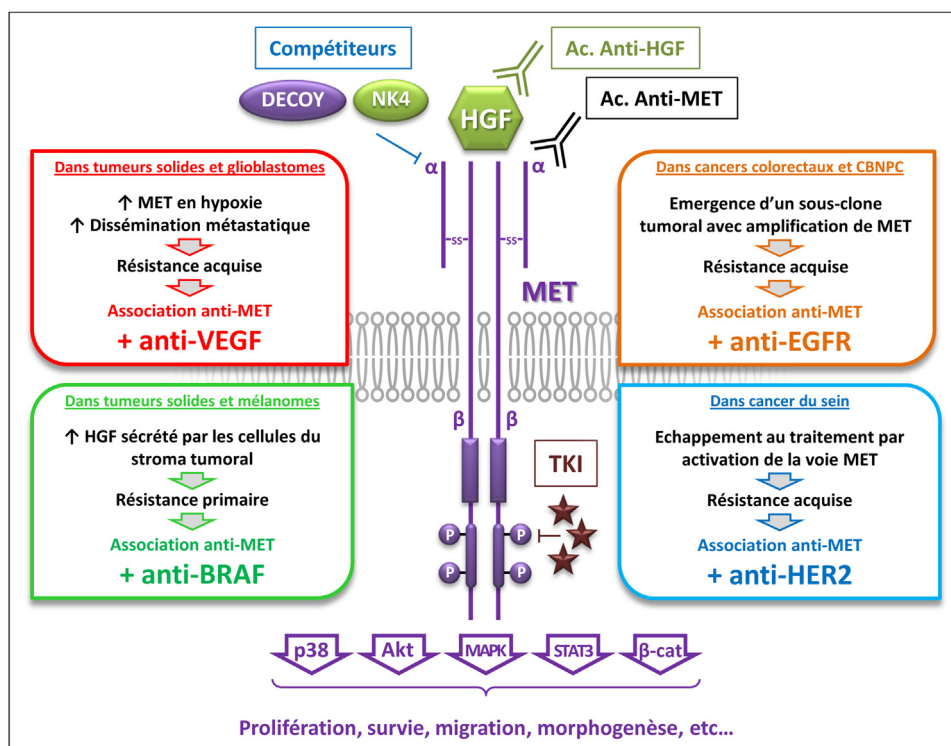 Compétiteurs
DECOY
NK4
HGF
Ac. Anti-HGF
Ac. Anti-MET
α
α
ss
ss
MET
β
β
Dans tumeurs solides et glioblastomes
↑ MET en hypoxie
↑ Dissémination métastatique
Résistance acquise
Association anti-MET
+ anti-VEGF
Dans cancers colorectaux et CBNPC
Emergence d’un sous-clone
tumoral avec amplification de MET
Résistance acquise
Association anti-MET
+ anti-EGFR
Dans tumeurs solides et mélanomes
↑ HGF sécrété par les cellules du
stroma tumoral
Résistance primaire
Association anti-MET
+ anti-BRAF
Dans cancer du sein
Echappement au traitement par
activation de la voie MET
Résistance acquise
Association anti-MET
+ anti-HER2
TKI
P
P
P
P
p38
Akt
MAPK
STAT3
β-cat
Prolifération, survie, migration, morphogenèse, etc…